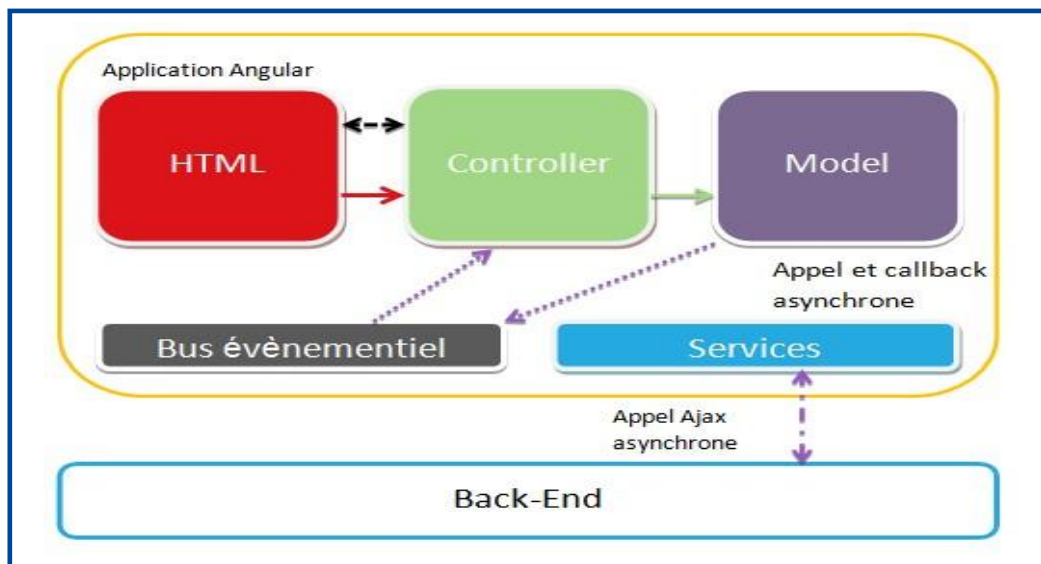 Application Angular
HTML
Controller
Model
Appel et callback
asynchrone
Bus évènementiel
Services
Appel Ajax
asynchrone
Back-End